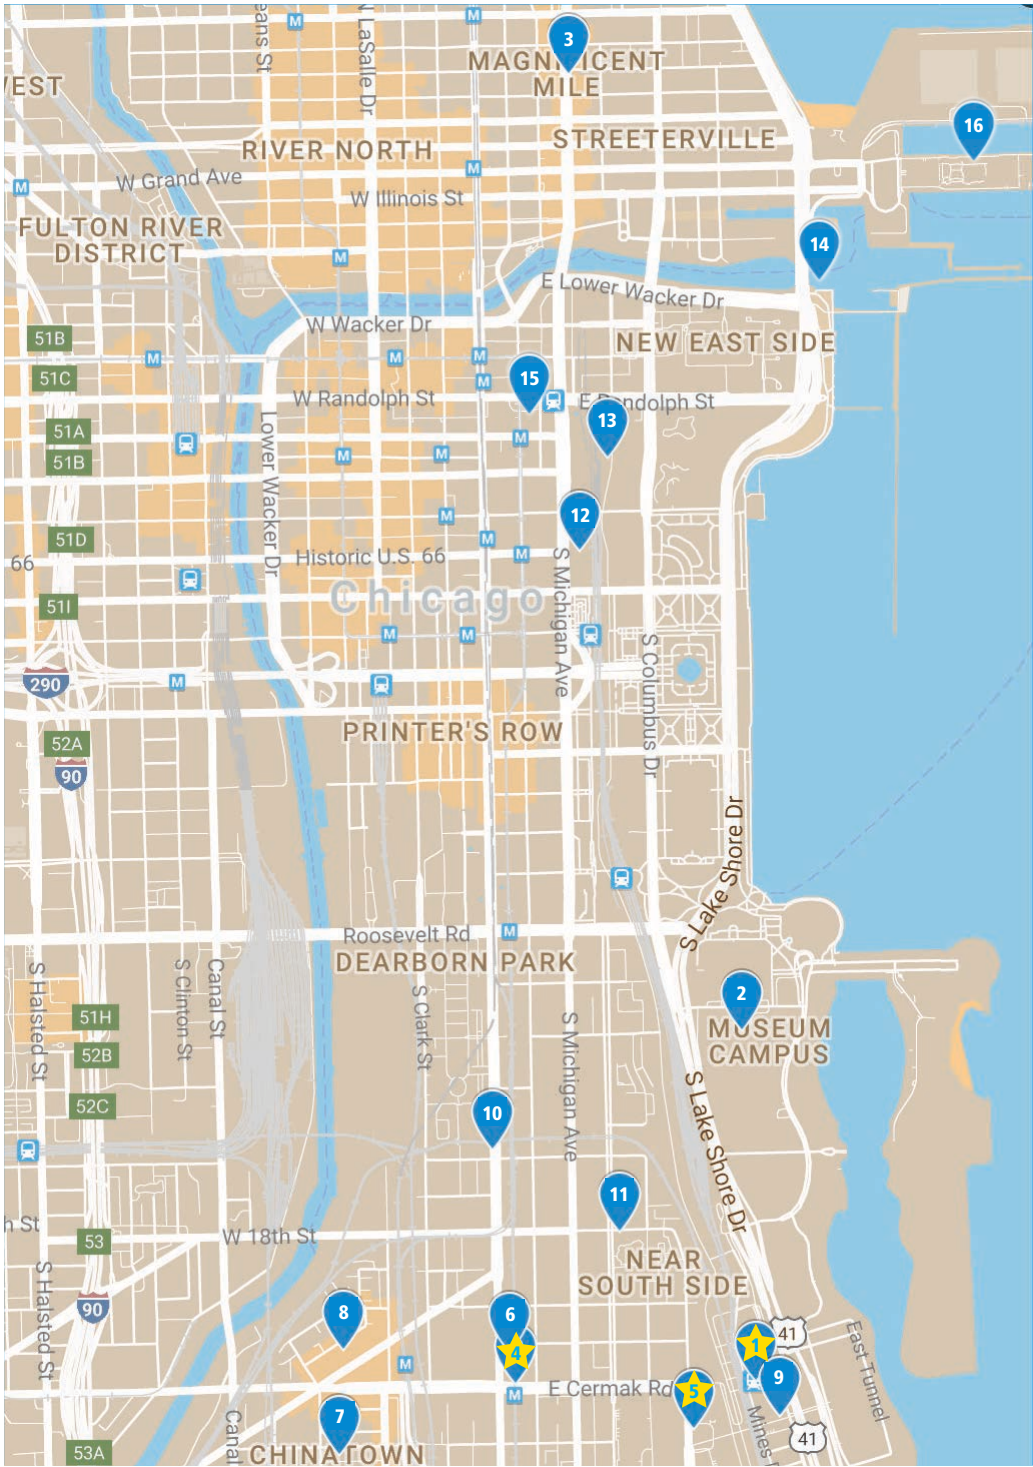 eans St
M
N LaSalle Dr
M
3
MAGNIFICENT
MILE
VEST
16
STREETERVILLE
RIVER NORTH
M
W Grand Ave
M
W Illinois St
FULTON RIVER
DISTRICT
14
M
E Lower Wacker Dr
W Wacker Dr
51B
NEW EAST SIDE
M
M
M
15
51C
M
W Randolph St
E Randolph St
13
51A
M
M
M
51B
Lower Wacker Dr
12
M
51D
M
M
66
Historic U.S. 66
S Michigan Ave
Chicago
51I
M
M
S Columbus Dr
290
M
PRINTER'S ROW
52A
90
S Lake Shore Dr
Roosevelt Rd
M
DEARBORN PARK
2
S Halsted St
S Clinton St
Canal St
S Clark St
51H
S Michigan Ave
MUSEUM
CAMPUS
52B
52C
10
S Lake Shore Dr
11
h St
53
W 18th St
NEAR
SOUTH SIDE
S Halsted St
90
8
6
4
1
41
East Tunnel
M
9
M
E Cermak Rd
5
7
Canal
Mines
41
53A
CHINATOWN